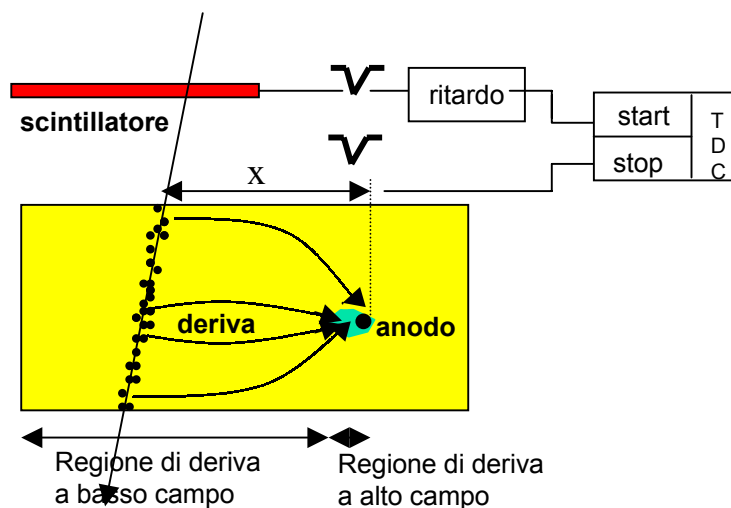 scintillatore
ritardo
start
stop
T
D
C
x
deriva
anodo
Regione di deriva
a basso campo
Regione di deriva
a alto campo